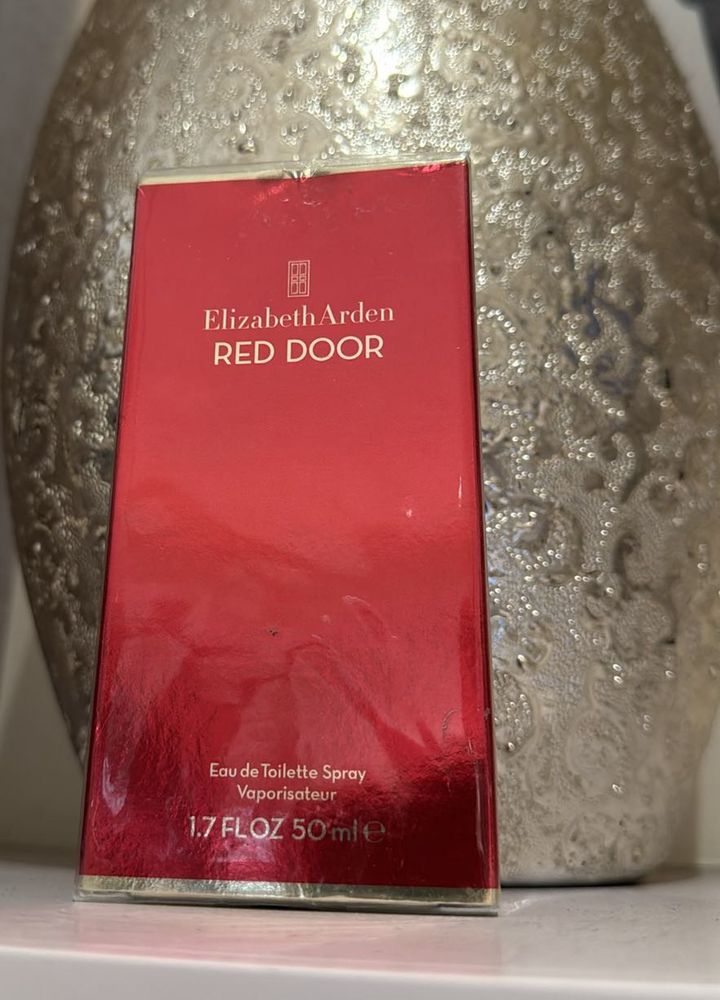 Elizabeth Arden
RED DOOR
Eau de Toilette Spray
Vaporisateur
1.7 FL OZ 50 ml ℮